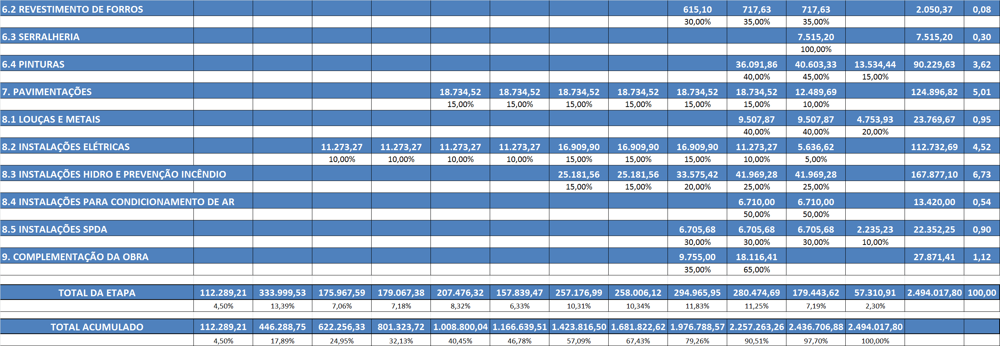 6.2 REVESTIMENTO DE FORROS 615,10 717,63 717,63 2.050,37 0,08
30,00% 35,00% 35,00%
6.3 SERRALHERIA 7.515,20 7.515,20 0,30
100,00%
6.4 PINTURAS 36.091,86 40.603,33 13.534,44 90.229,63 3,62
40,00% 45,00% 15,00%
7. PAVIMENTAÇÕES 18.734,52 18.734,52 18.734,52 18.734,52 18.734,52 18.734,52 12.489,69 124.896,82 5,01
15,00% 15,00% 15,00% 15,00% 15,00% 15,00% 10,00%
8.1 LOUÇAS E METAIS 9.507,87 9.507,87 4.753,93 23.769,67 0,95
40,00% 40,00% 20,00%
8.2 INSTALAÇÕES ELÉTRICAS 11.273,27 11.273,27 11.273,27 11.273,27 16.909,90 16.909,90 16.909,90 11.273,27 5.636,62 112.732,69 4,52
10,00% 10,00% 10,00% 10,00% 15,00% 15,00% 15,00% 10,00% 5,00%
8.3 INSTALAÇÕES HIDRO E PREVENÇÃO INCÊNDIO 25.181,56 25.181,56 33.575,42 41.969,28 41.969,28 167.877,10 6,73
15,00% 15,00% 20,00% 25,00% 25,00%
8.4 INSTALAÇÕES PARA CONDICIONAMENTO DE AR 6.710,00 6.710,00 13.420,00 0,54
50,00% 50,00%
8.5 INSTALAÇÕES SPDA 6.705,68 6.705,68 6.705,68 2.235,23 22.352,25 0,90
30,00% 30,00% 30,00% 10,00%
9. COMPLEMENTAÇÃO DA OBRA 9.755,00 18.116,41 27.871,41 1,12
35,00% 65,00%
TOTAL DA ETAPA 112.289,21 333.999,53 175.967,59 179.067,38 207.476,32 157.839,47 257.176,99 258.006,12 294.965,95 280.474,69 179.443,62 57.310,91 2.494.017,80 100,00
4,50% 13,39% 7,06% 7,18% 8,32% 6,33% 10,31% 10,34% 11,83% 11,25% 7,19% 2,30%
TOTAL ACUMULADO 112.289,21 446.288,75 622.256,33 801.323,72 1.008.800,04 1.166.639,51 1.423.816,50 1.681.822,62 1.976.788,57 2.257.263,26 2.436.706,88 2.494.017,80
4,50% 17,89% 24,95% 32,13% 40,45% 46,78% 57,09% 67,43% 79,26% 90,51% 97,70% 100,00%